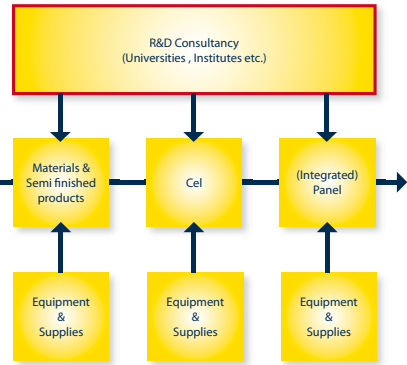 R&D Consultancy
(Universities , Institutes etc.)
Materials &
Semi finished
products
Cel
(Integrated)
Panel
Equipment
&
Supplies
Equipment
&
Supplies
Equipment
&
Supplies